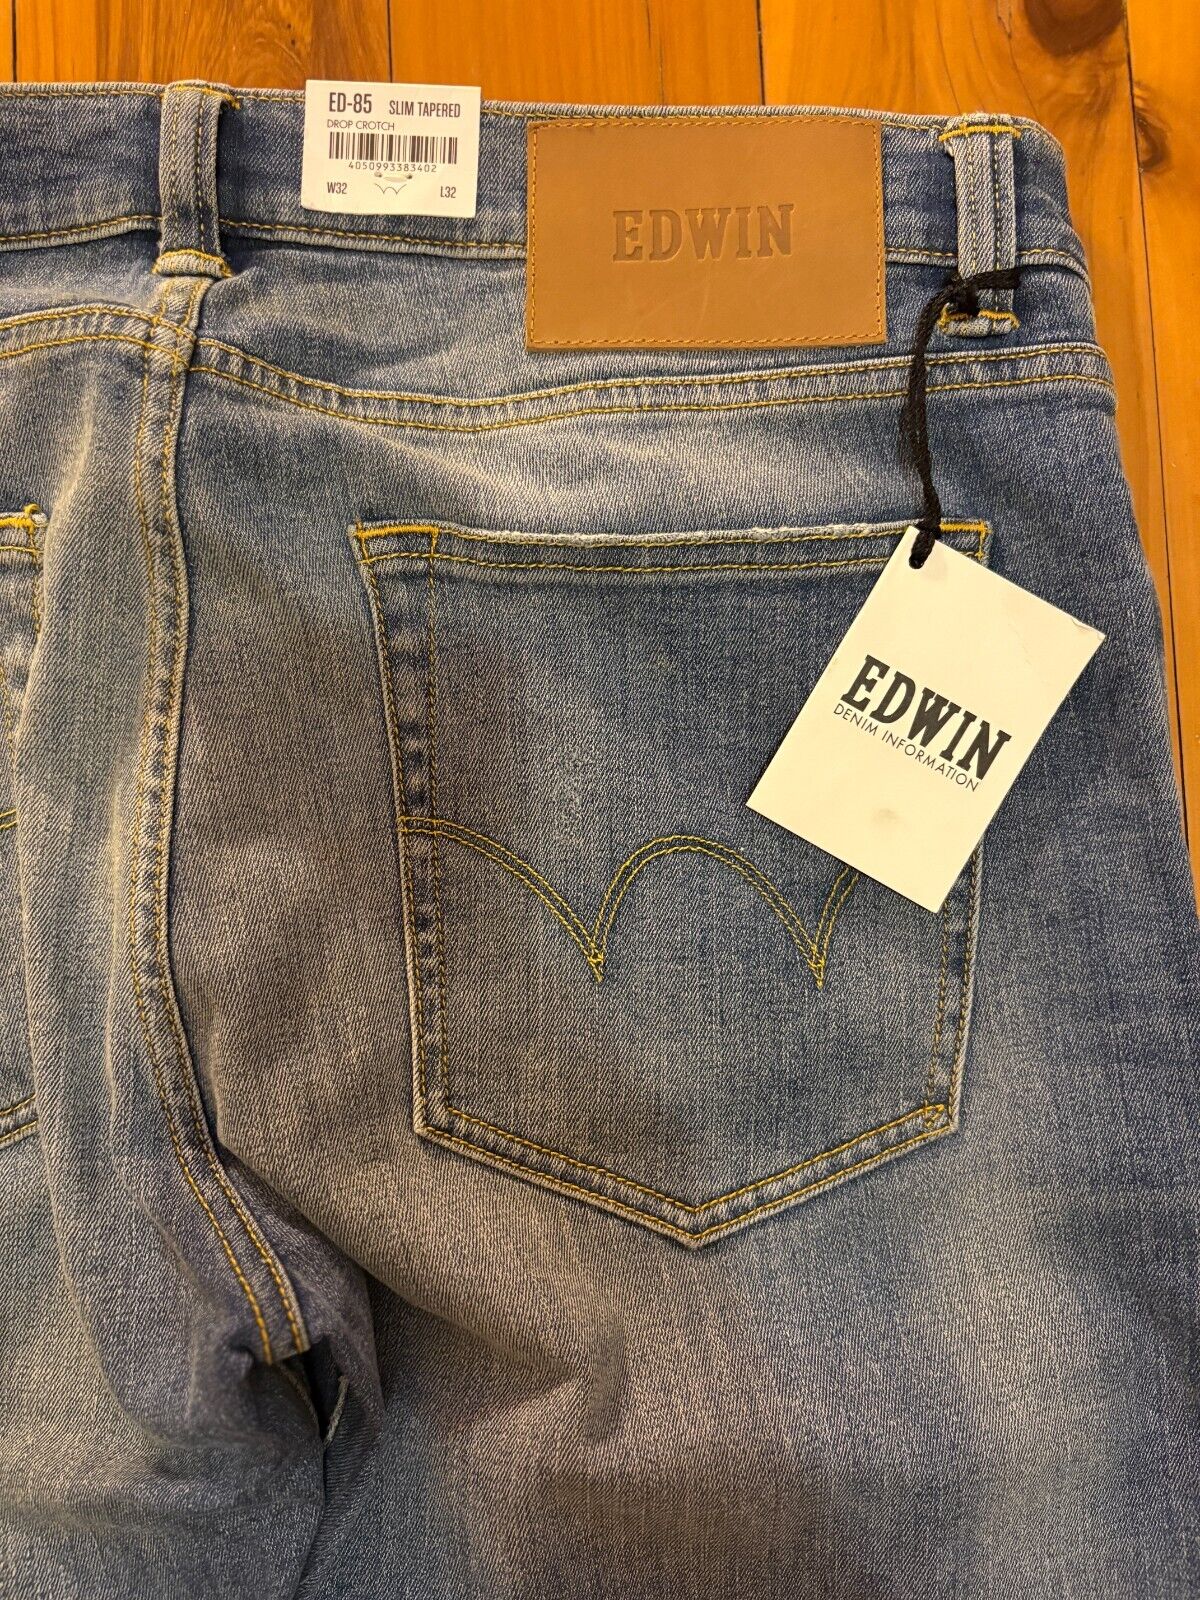 ED-85 SLIM TAPERED
DROP CROTCH
4050993383402
W32 L32
EDWIN
EDWIN
DENIM INFORMATION